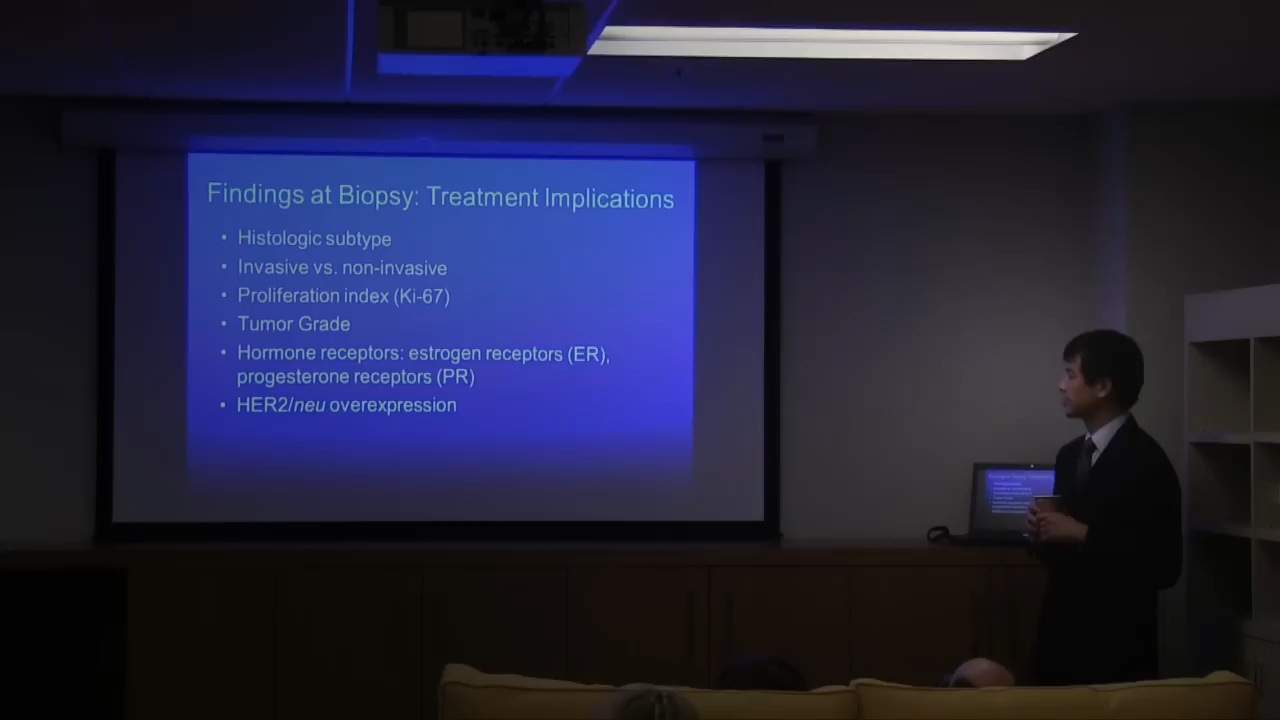 Findings at Biopsy: Treatment Implications
• Histologic subtype
• Invasive vs. non-invasive
• Proliferation index (Ki-67)
• Tumor Grade
• Hormone receptors: estrogen receptors (ER),
progesterone receptors (PR)
• HER2/neu overexpression